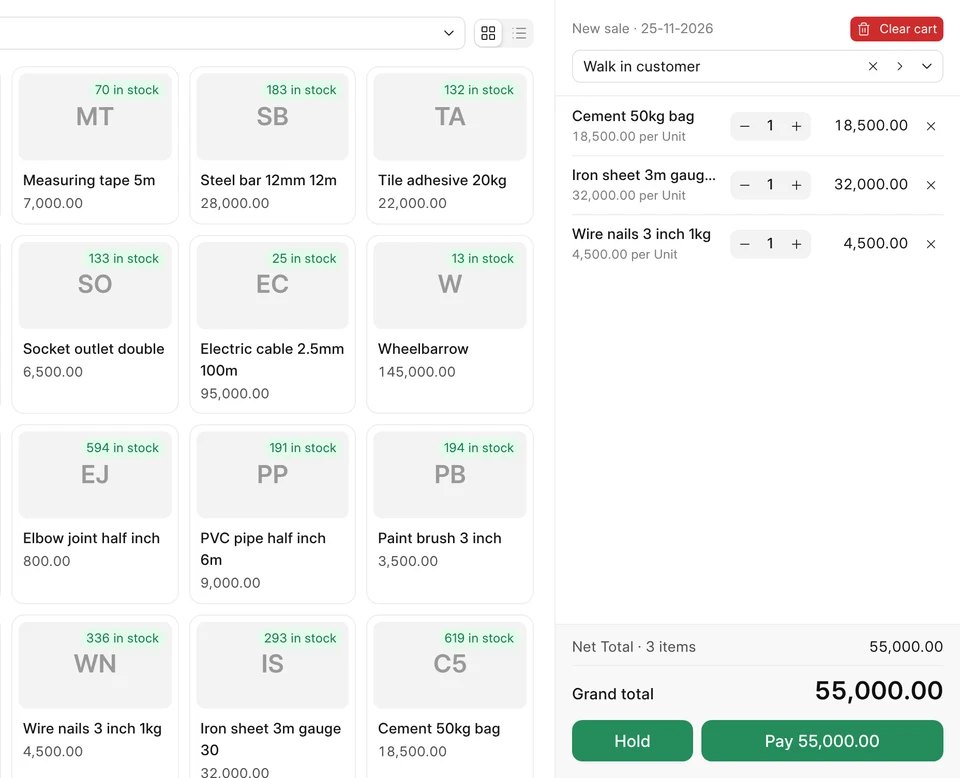 70 in stock
MT
Measuring tape 5m
7,000.00
183 in stock
SB
Steel bar 12mm 12m
28,000.00
132 in stock
TA
Tile adhesive 20kg
22,000.00
133 in stock
SO
Socket outlet double
6,500.00
25 in stock
EC
Electric cable 2.5mm
100m
95,000.00
13 in stock
W
Wheelbarrow
145,000.00
594 in stock
EJ
Elbow joint half inch
800.00
191 in stock
PP
PVC pipe half inch
6m
9,000.00
194 in stock
PB
Paint brush 3 inch
3,500.00
336 in stock
WN
Wire nails 3 inch 1kg
4,500.00
293 in stock
IS
Iron sheet 3m gauge
30
32,000.00
619 in stock
C5
Cement 50kg bag
18,500.00
New sale · 25-11-2026
Clear cart
Walk in customer
Cement 50kg bag
18,500.00 per Unit
1
18,500.00
Iron sheet 3m gaug...
32,000.00 per Unit
1
32,000.00
Wire nails 3 inch 1kg
4,500.00 per Unit
1
4,500.00
Net Total · 3 items
55,000.00
Grand total
55,000.00
Hold
Pay 55,000.00